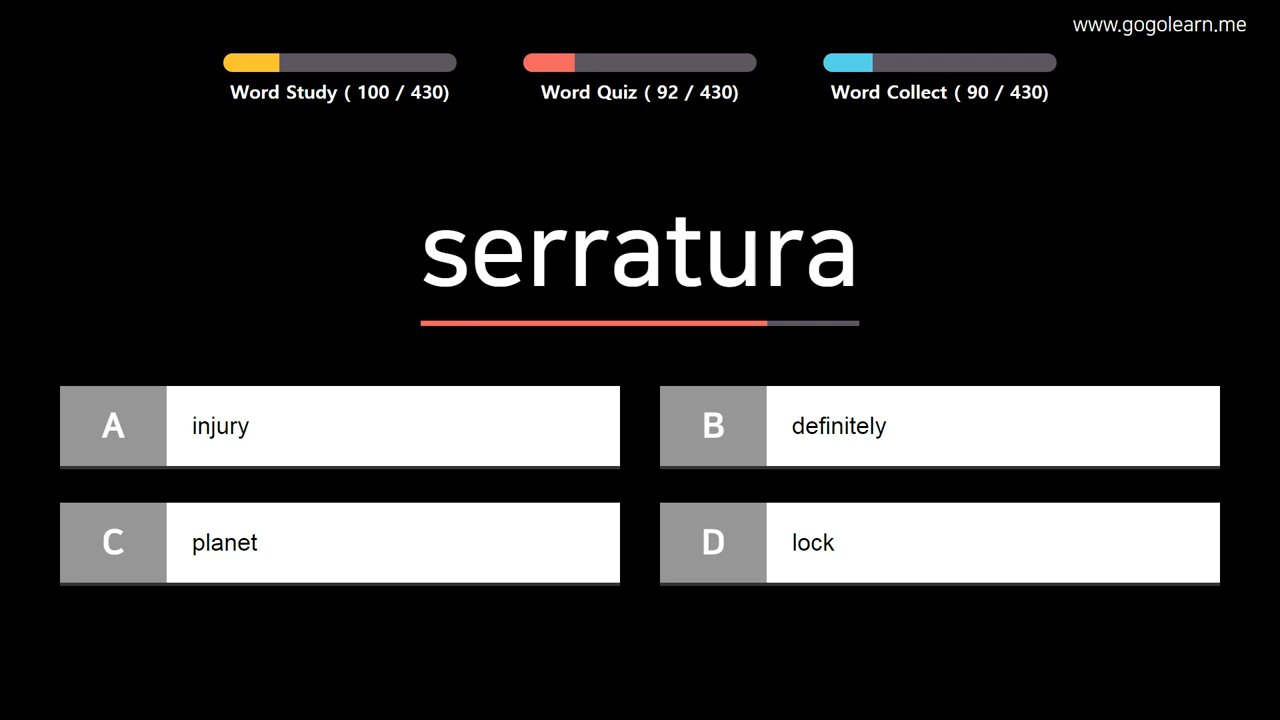 www.gogolearn.me
Word Study ( 100 / 430)
Word Quiz ( 92 / 430)
Word Collect ( 90 / 430)
serratura
A injury
B definitely
C planet
D lock